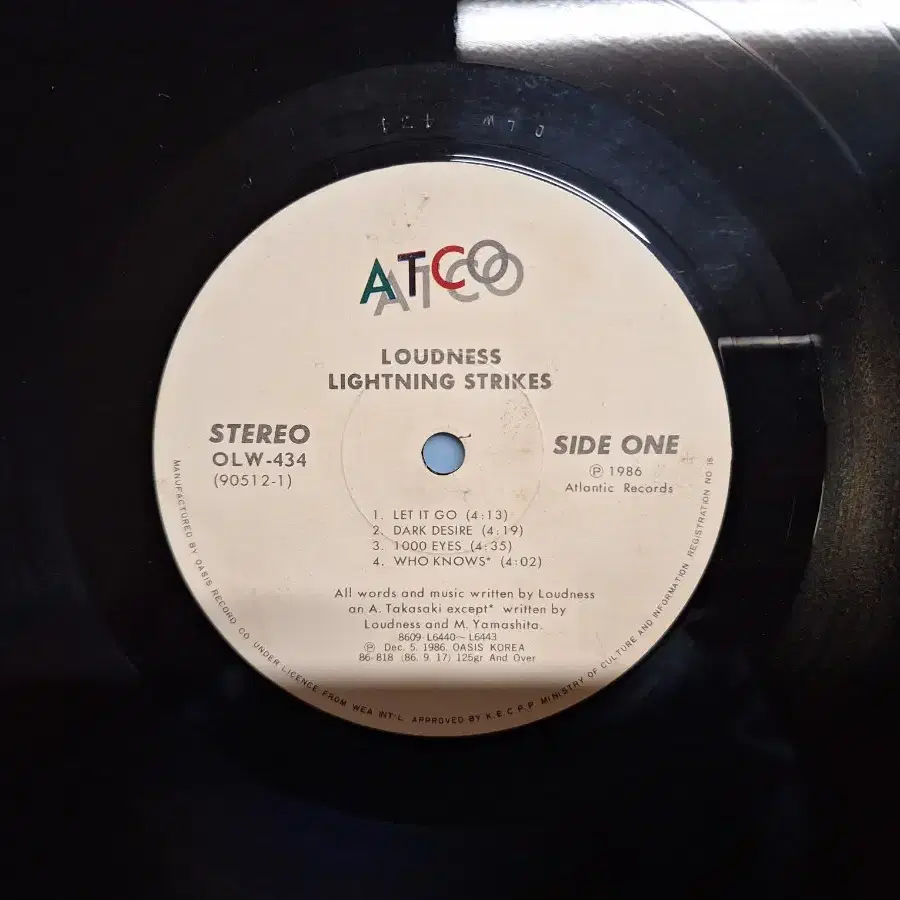 OLW 434
ATCO
LOUDNESS
LIGHTNING STRIKES
STEREO
OLW-434
(90512-1)
SIDE ONE
℗ 1986
Atlantic Records
1. LET IT GO (4:13)
2. DARK DESIRE (4:19)
3. 1000 EYES (4:35)
4. WHO KNOWS* (4:02)
All words and music written by Loudness
an A. Takasaki except* written by
Loudness and M. Yamashita.
8609-L6440~L6443
℗ Dec. 5. 1986. OASIS KOREA
86-818 (86. 9. 17) 125gr And Over
MANUFACTURED BY OASIS RECORD CO. UNDER LICENCE FROM WEA INT'L. APPROVED BY K.E.C.P.P. MINISTRY OF CULTURE AND INFORMATION REGISTRATION NO 16.